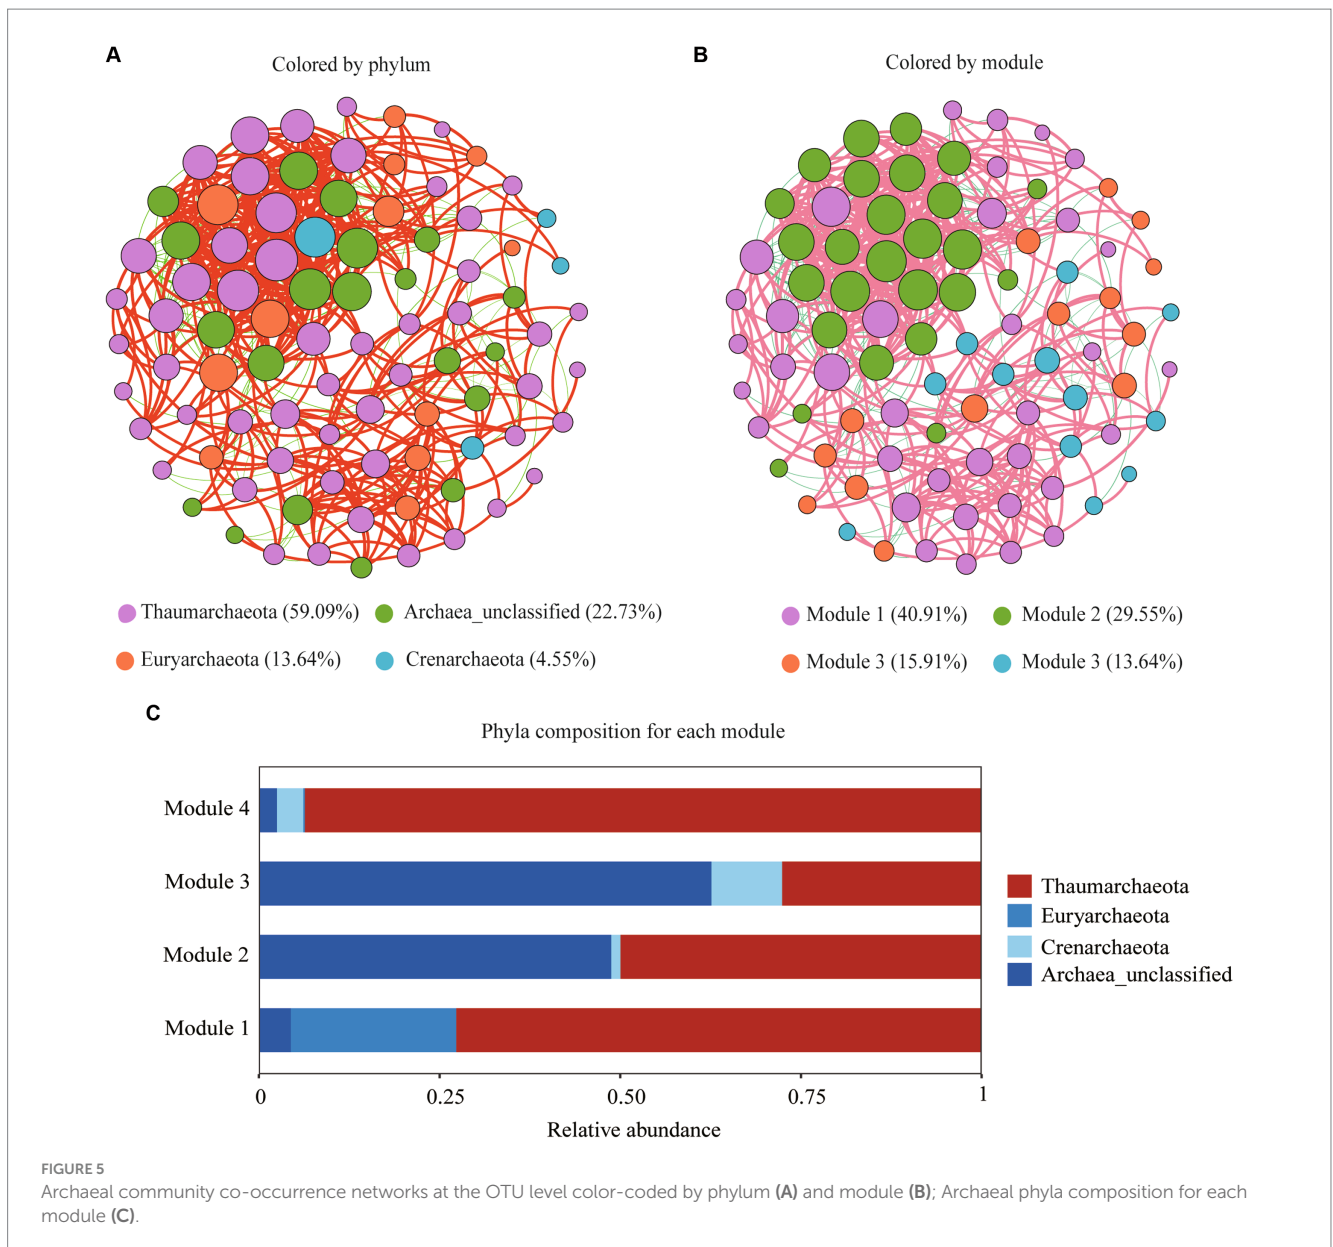 A
Colored by phylum
B
Colored by module
Thaumarchaeota (59.09%)
Archaea_unclassified (22.73%)
Euryarchaeota (13.64%)
Crenarchaeota (4.55%)
Module 1 (40.91%)
Module 2 (29.55%)
Module 3 (15.91%)
Module 3 (13.64%)
C
Phyla composition for each module
Module 4
Module 3
Module 2
Module 1
Thaumarchaeota
Euryarchaeota
Crenarchaeota
Archaea_unclassified
0
0.25
0.50
0.75
1
Relative abundance
FIGURE 5
Archaeal community co-occurrence networks at the OTU level color-coded by phylum (A) and module (B); Archaeal phyla composition for each
module (C).